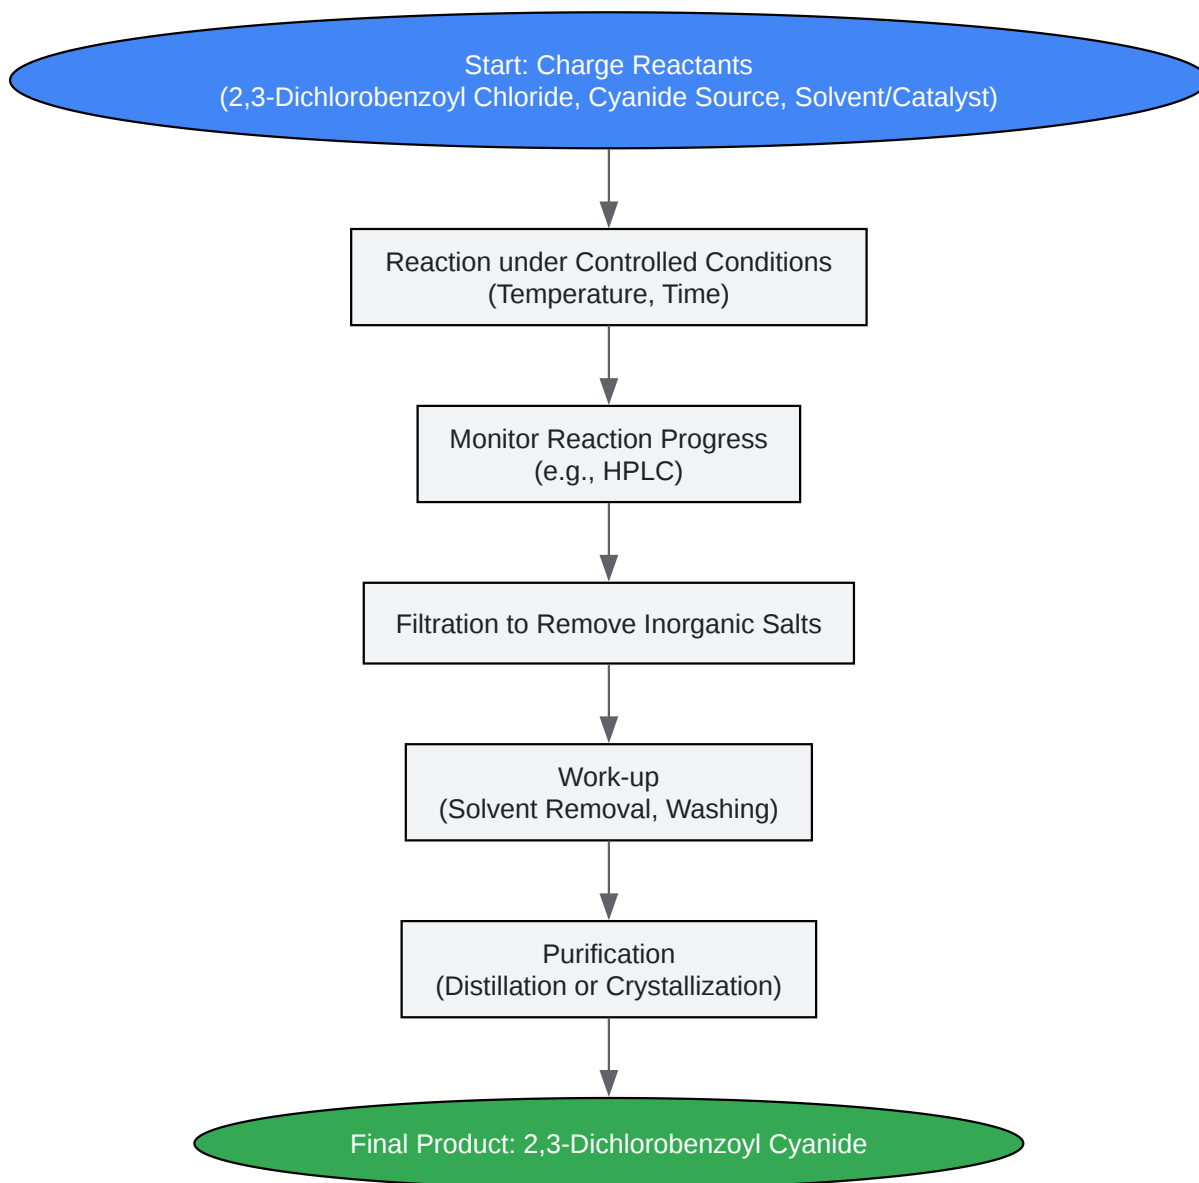 Start: Charge Reactants
(2,3-Dichlorobenzoyl Chloride, Cyanide Source, Solvent/Catalyst)
Reaction under Controlled Conditions
(Temperature, Time)
Monitor Reaction Progress
(e.g., HPLC)
Filtration to Remove Inorganic Salts
Work-up
(Solvent Removal, Washing)
Purification
(Distillation or Crystallization)
Final Product: 2,3-Dichlorobenzoyl Cyanide